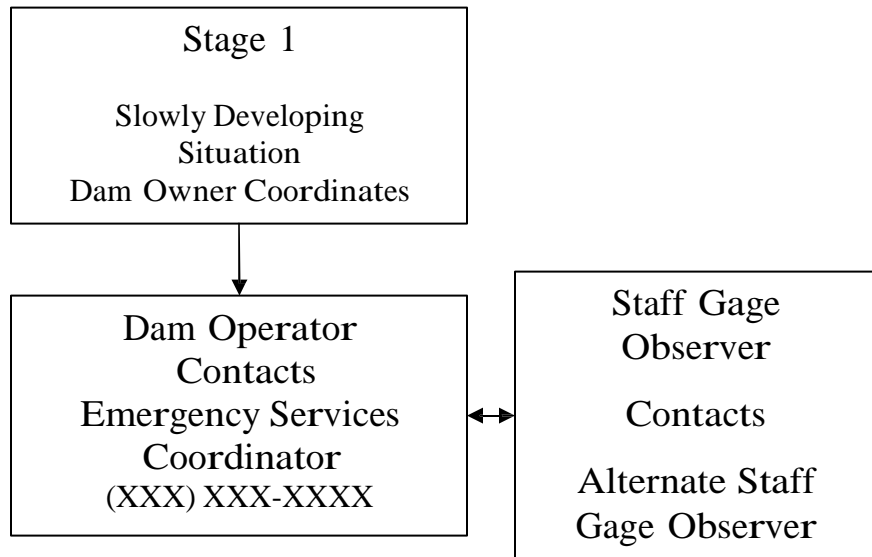 Stage 1
Slowly Developing
Situation
Dam Owner Coordinates
Dam Operator
Contacts
Emergency Services
Coordinator
(XXX) XXX-XXXX
Staff Gage
Observer
Contacts
Alternate Staff
Gage Observer